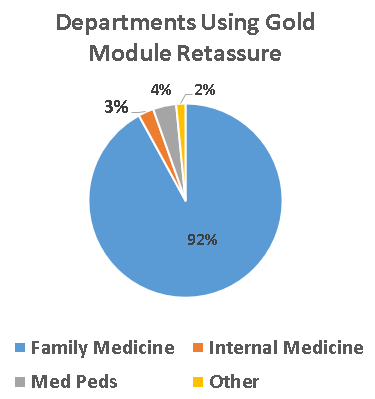 Departments Using Gold
Module Retassure
4%
2%
3%
92%
Family Medicine
Internal Medicine
Med Peds
Other